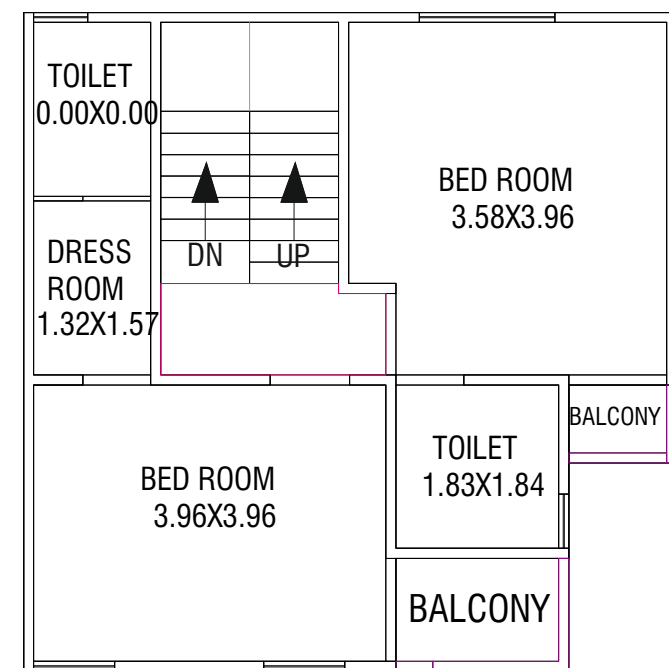 TOILET
0.00X0.00
BED ROOM
3.58X3.96
DRESS
ROOM
1.32X1.57
DN
UP
BALCONY
TOILET
1.83X1.84
BED ROOM
3.96X3.96
BALCONY